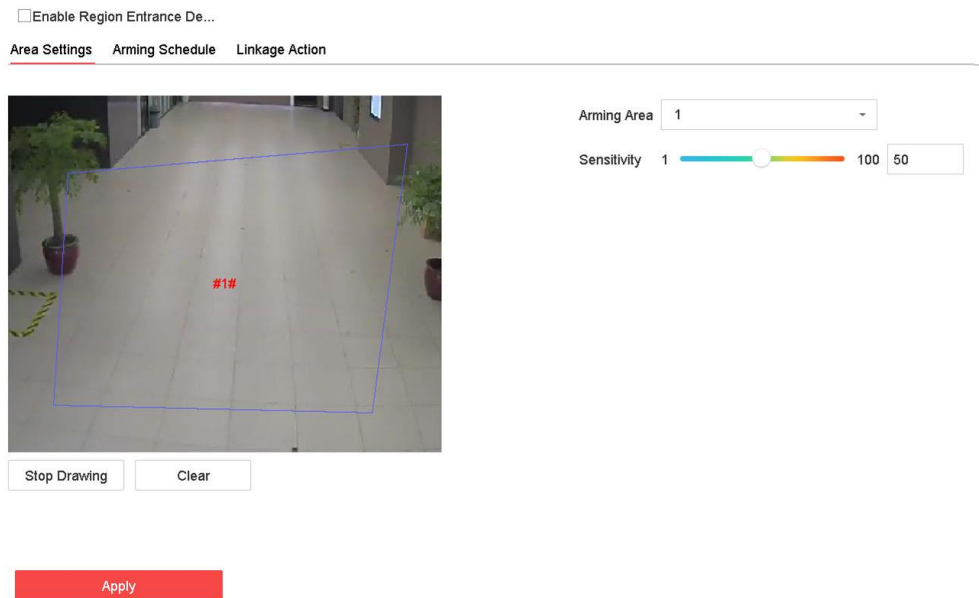 Enable Region Entrance De...
Area Settings Arming Schedule Linkage Action
Arming Area 1
Sensitivity 1 100 50
#1#
Stop Drawing Clear
Apply